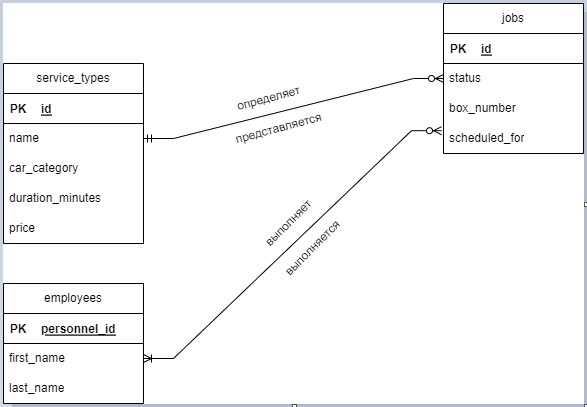 jobs
PK id
status
box_number
scheduled_for
service_types
PK id
name
car_category
duration_minutes
price
определяет
представляется
выполняет
выполняется
employees
PK personnel_id
first_name
last_name